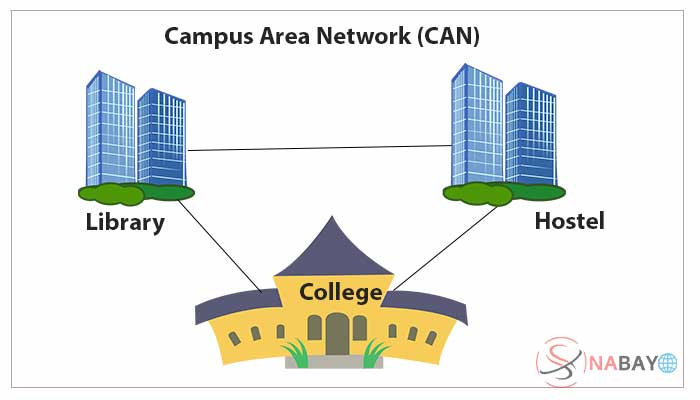 Campus Area Network (CAN)
Library
Hostel
College
NABAY